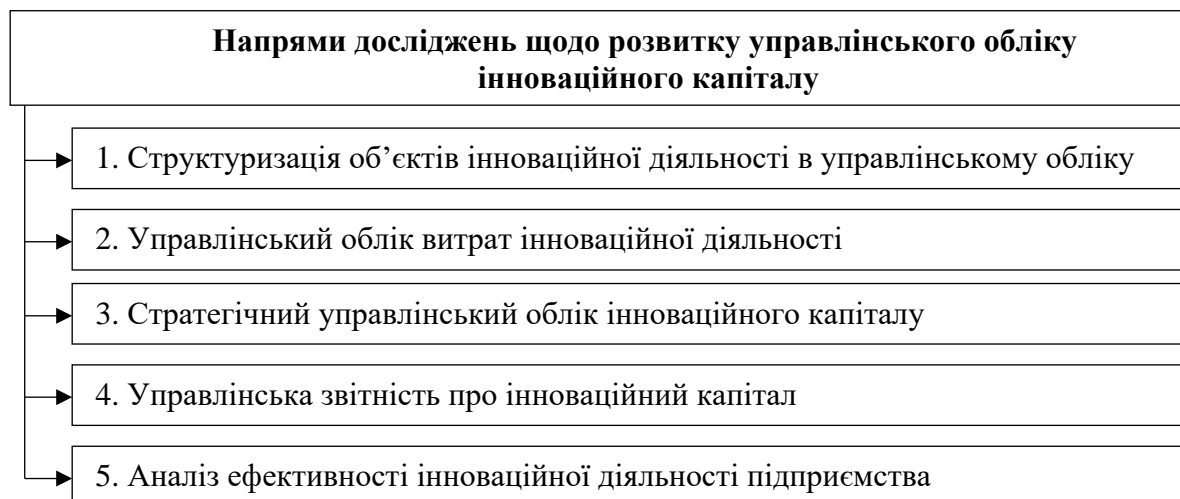 Напрями досліджень щодо розвитку управлінського обліку
інноваційного капіталу
1. Структуризація об’єктів інноваційної діяльності в управлінському обліку
2. Управлінський облік витрат інноваційної діяльності
3. Стратегічний управлінський облік інноваційного капіталу
4. Управлінська звітність про інноваційний капітал
5. Аналіз ефективності інноваційної діяльності підприємства